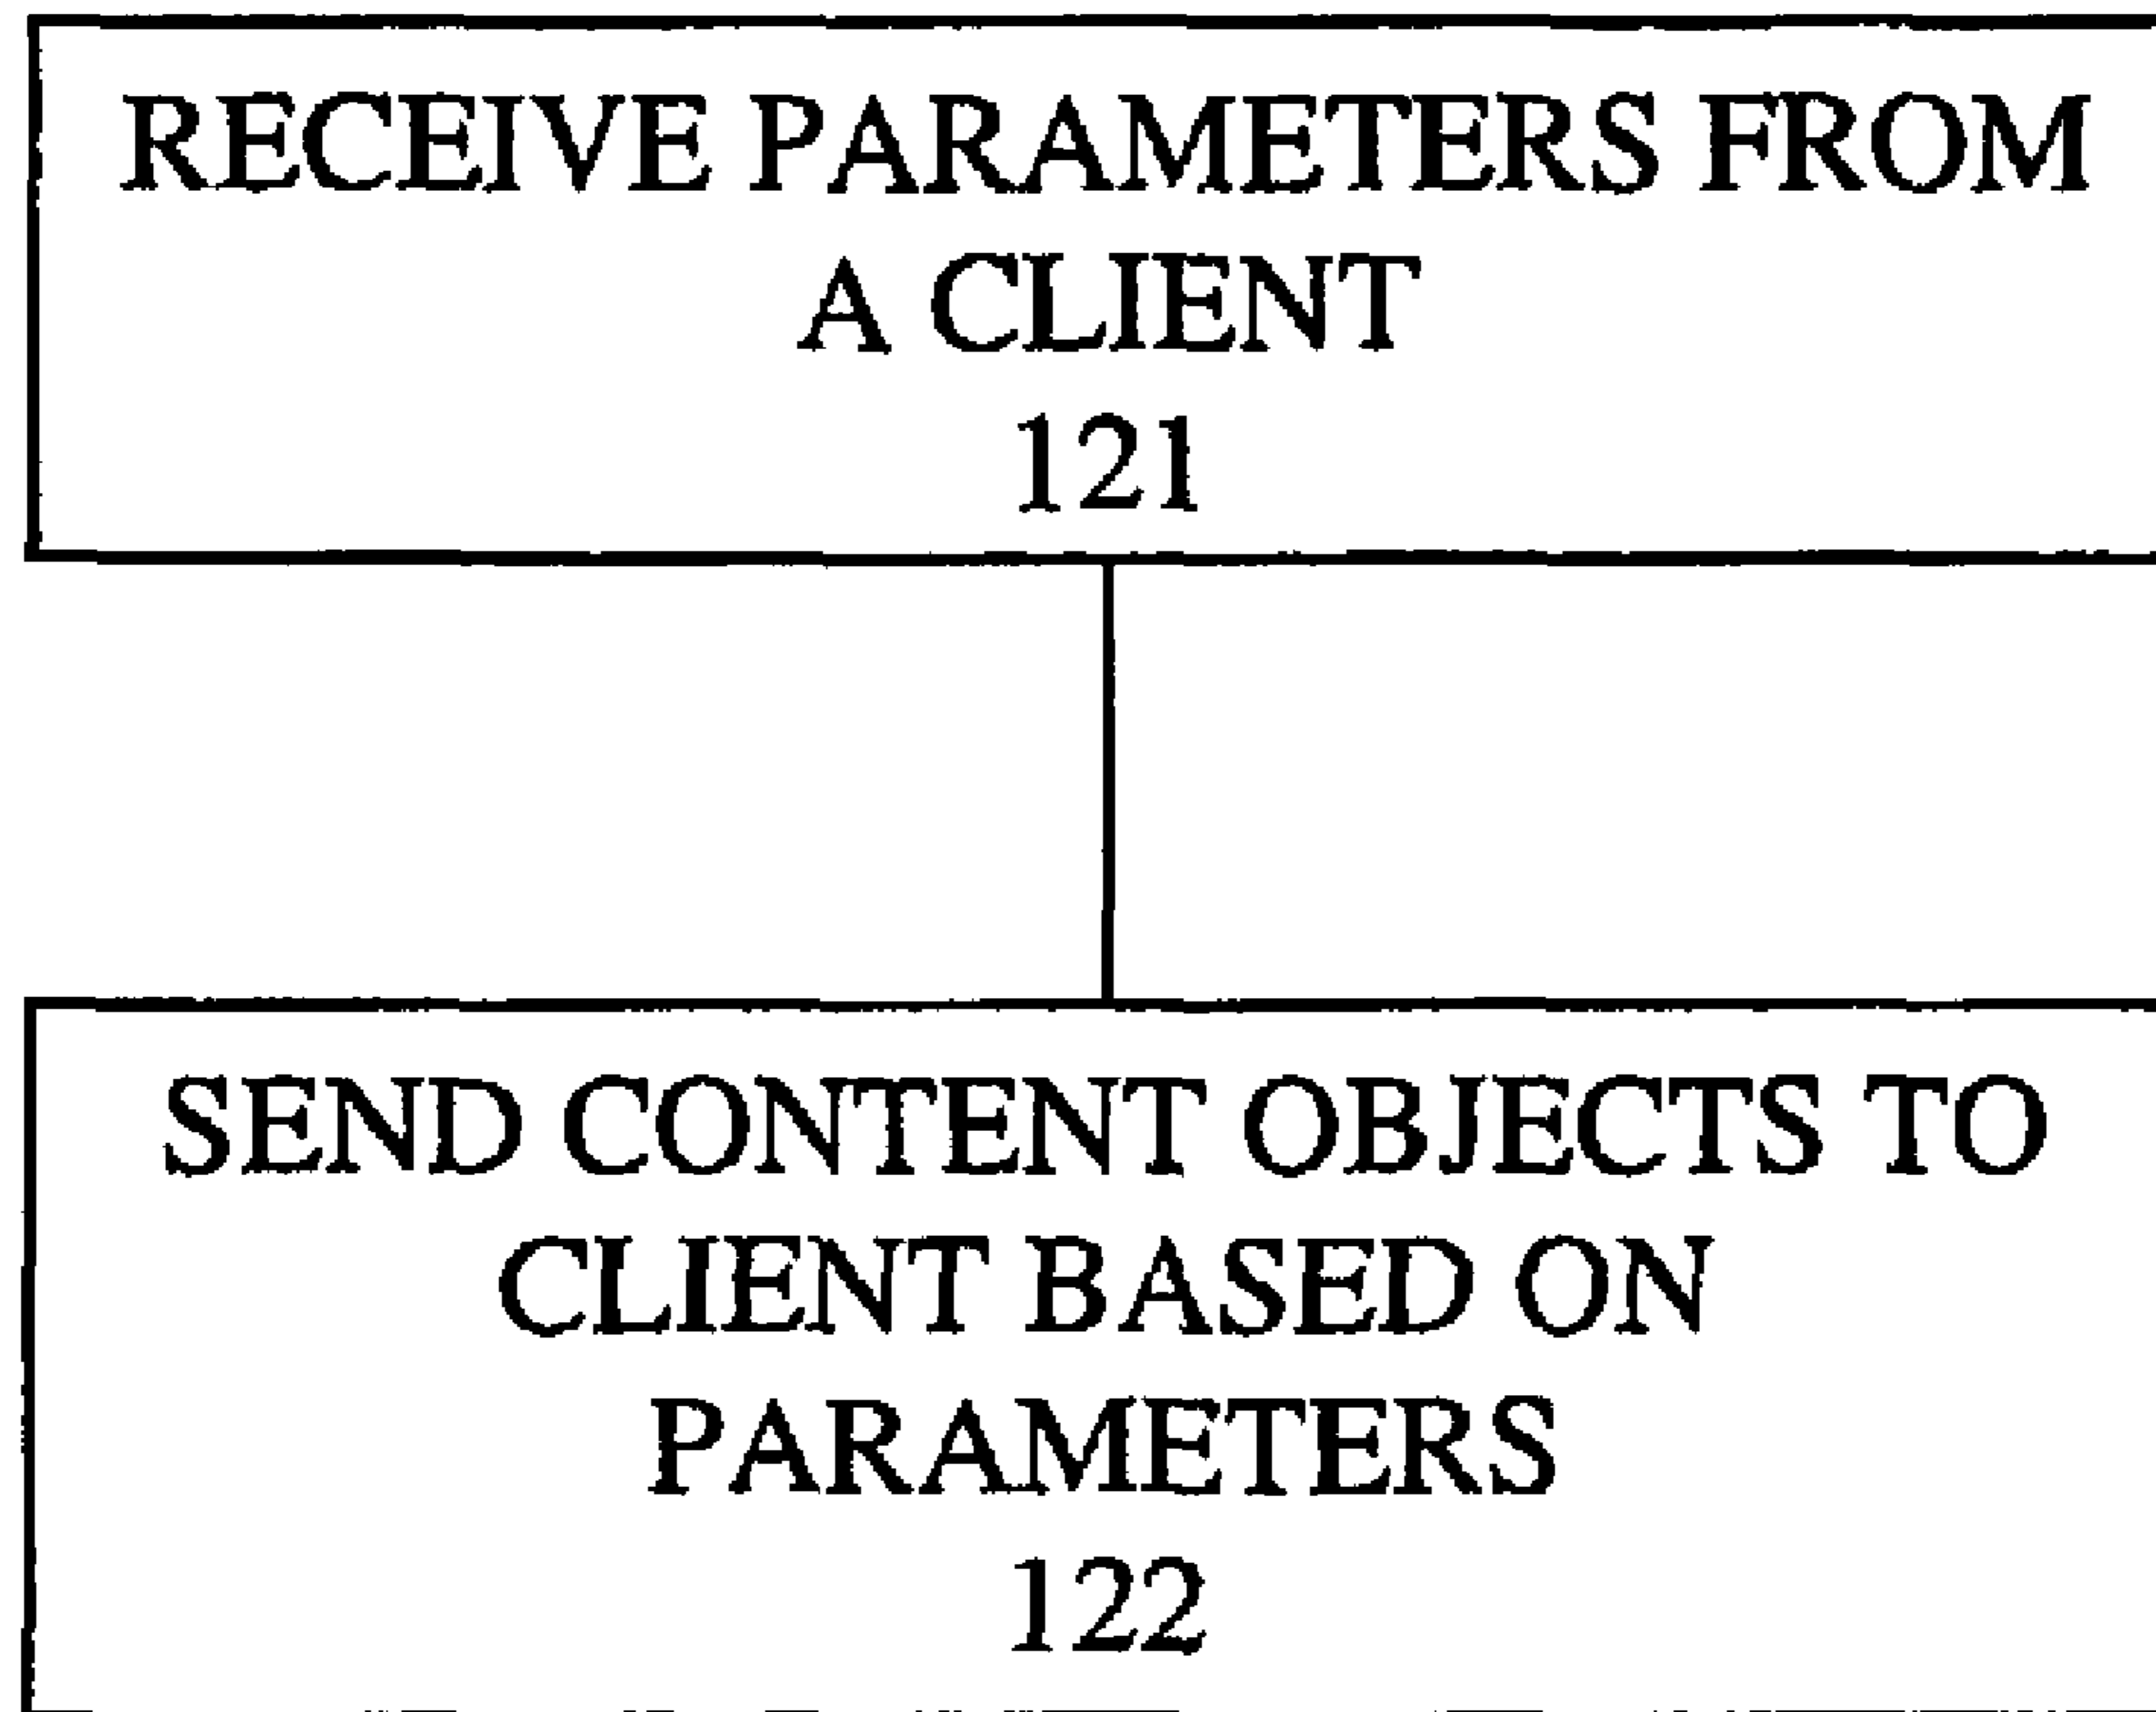 RECEIVE PARAMETERS FROM
A CLIENT
121
SEND CONTENT OBJECTS TO
CLIENT BASED ON
PARAMETERS
122